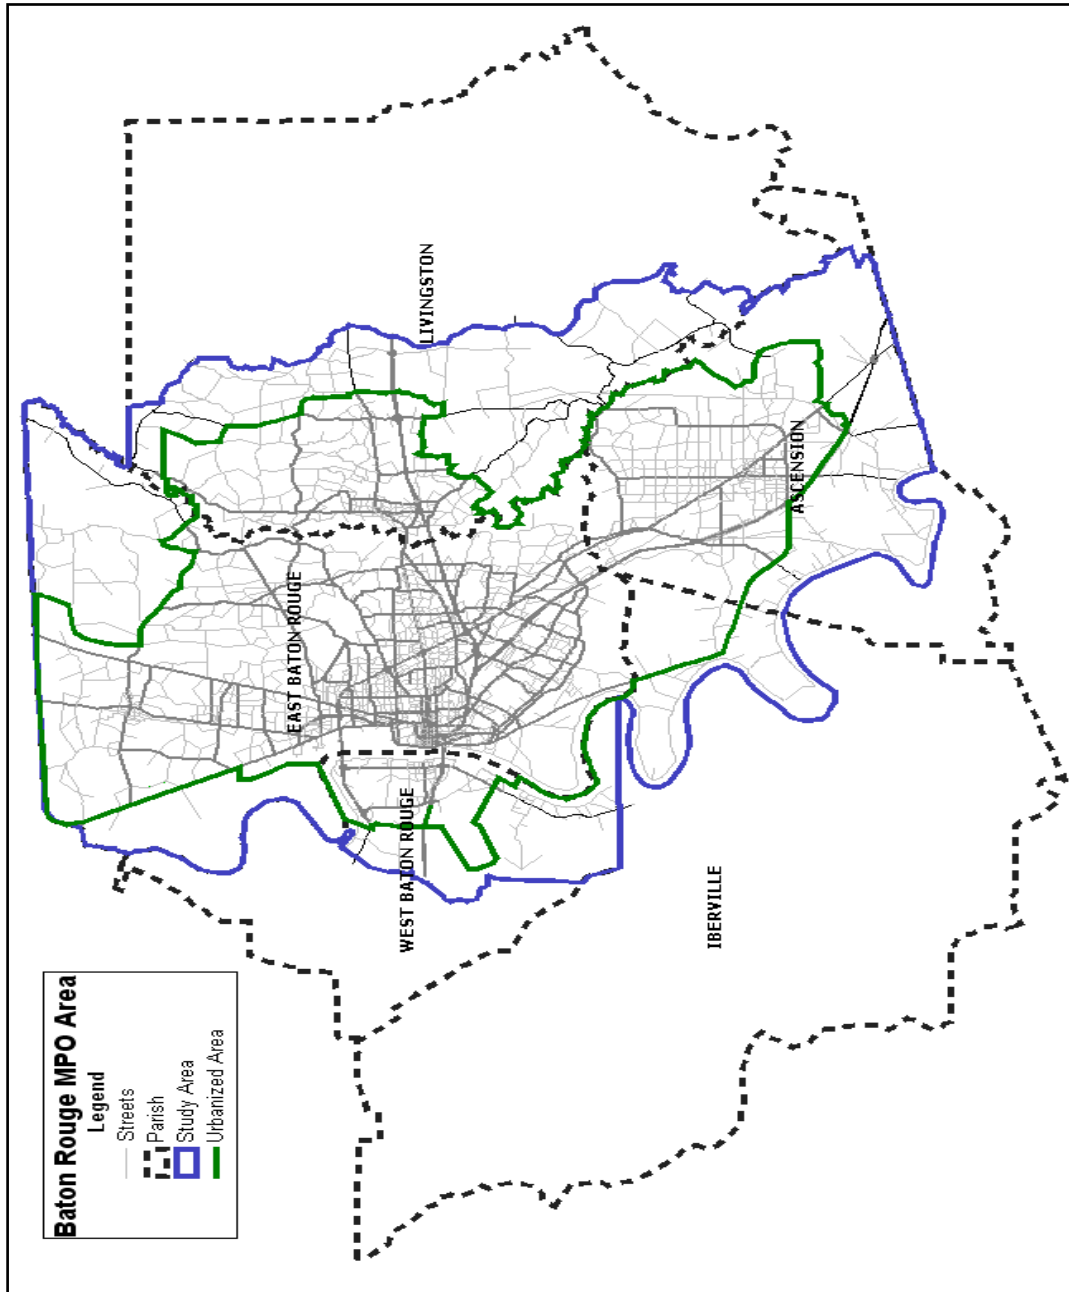 Baton Rouge MPO Area
Legend
Streets
Parish
Study Area
Urbanized Area
WEST BATON ROUGE
EAST BATON ROUGE
LIVINGSTON
IBERVILLE
ASCENSION